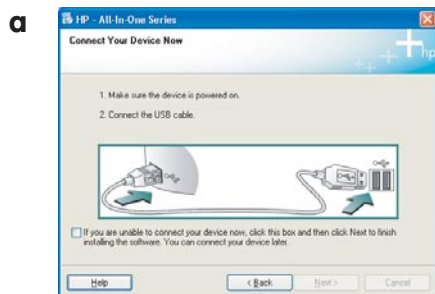 a
HP - All-In-One Series
Connect Your Device Now
hp
1. Make sure the device is powered on.
2. Connect the USB cable.
If you are unable to connect your device now, click this box and then click Next to finish
installing the software. You can connect your device later.
Help
< Back
Next >
Cancel